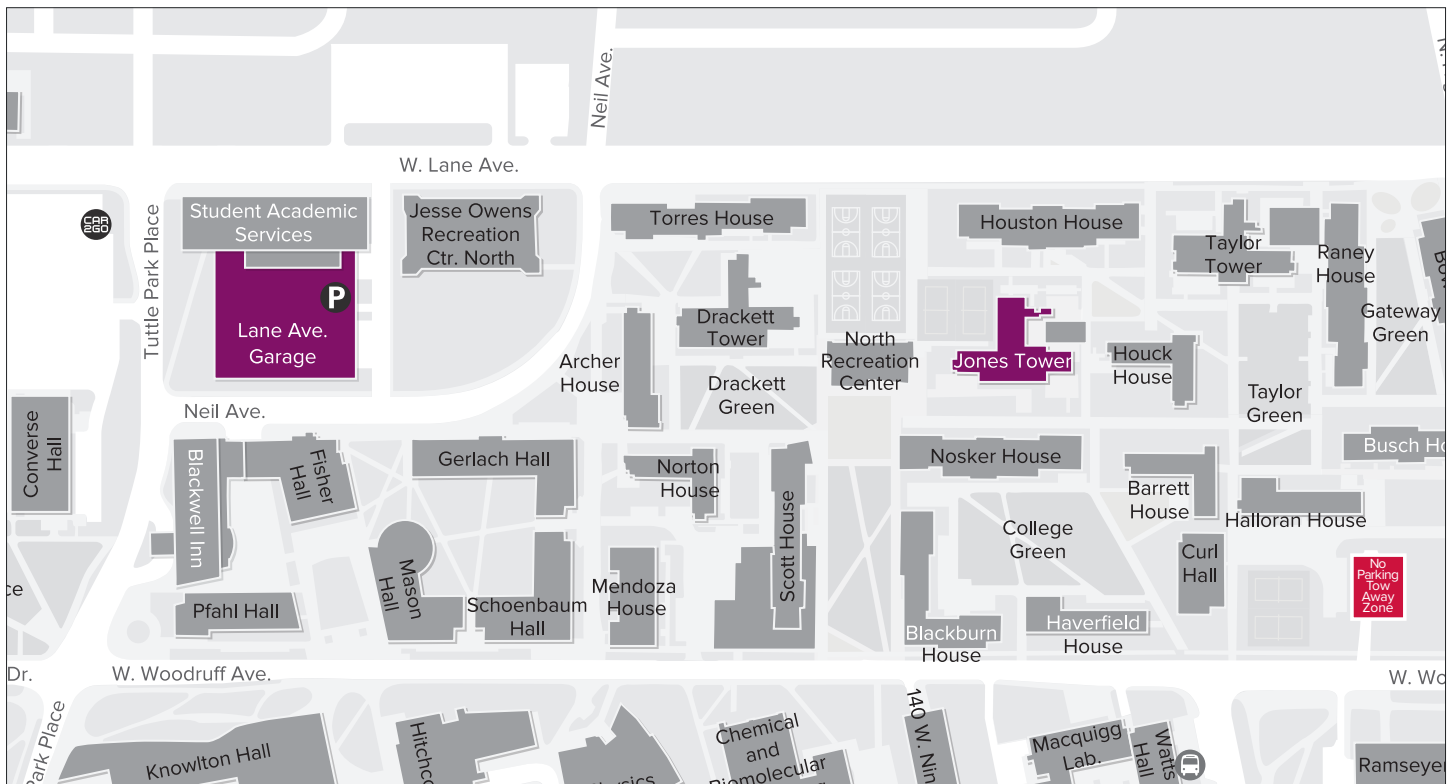 Neil Ave.
W. Lane Ave.
CAR
2GO
Tuttle Park Place
Student Academic
Services
Jesse Owens
Recreation
Ctr. North
Torres House
Houston House
Taylor
Tower
Raney
House
P
Lane Ave.
Garage
Drackett
Tower
Gateway
Green
Archer
House
North
Recreation
Center
Jones Tower
Houck
House
Drackett
Green
Taylor
Green
Neil Ave.
Converse
Hall
Blackwell Inn
Fisher
Hall
Gerlach Hall
Norton
House
Nosker House
Busch Ho
Barrett
House
Halloran House
Scott House
College
Green
Curl
Hall
No
Parking
Tow
Away
Zone
Mason
Hall
Mendoza
House
Pfahl Hall
Schoenbaum
Hall
Blackburn
House
Haverfield
House
Dr.
W. Woodruff Ave.
W. Wo
Park Place
Knowlton Hall
Hitchc
Physics
Chemical
and
Biomolecular
140 W. Nin
Macquigg
Lab.
Watts
Hall
Ramseye